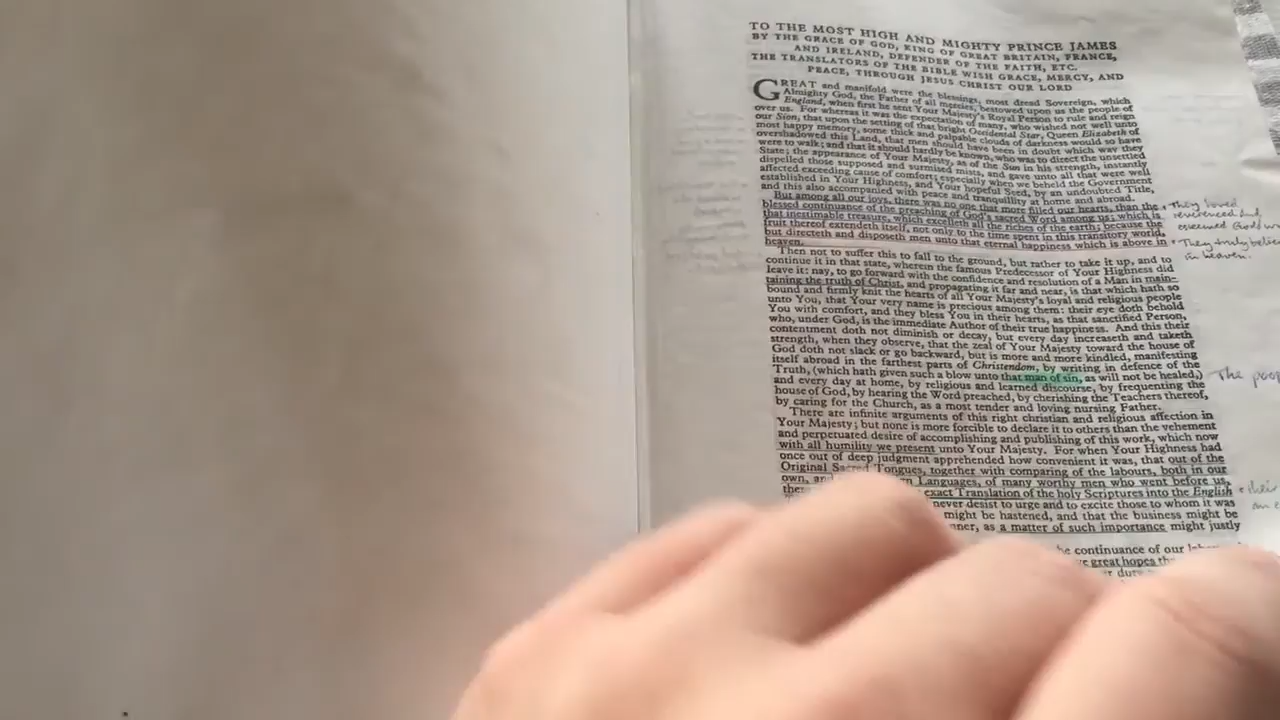 TO THE MOST HIGH AND MIGHTY PRINCE JAMES
BY THE GRACE OF GOD, KING OF GREAT BRITAIN, FRANCE,
AND IRELAND, DEFENDER OF THE FAITH, ETC.
THE TRANSLATORS OF THE BIBLE WISH GRACE, MERCY, AND
PEACE, THROUGH JESUS CHRIST OUR LORD
GREAT and manifold were the blessings, most dread Sovereign, which
Almighty God, the Father of all mercies, bestowed upon us the people of
England, when first he sent Your Majesty's Royal Person to rule and reign
over us. For whereas it was the expectation of many, who wished not well unto
our Sion, that upon the setting of that bright Occidental Star, Queen Elizabeth of
most happy memory, some thick and palpable clouds of darkness would so have
overshadowed this Land, that men should have been in doubt which way they
were to walk; and that it should hardly be known, who was to direct the unsettled
State; the appearance of Your Majesty, as of the Sun in his strength, instantly
dispelled those supposed and surmised mists, and gave unto all that were well
affected exceeding cause of comfort; especially when we beheld the Government
established in Your Highness, and Your hopeful Seed, by an undoubted Title,
and this also accompanied with peace and tranquillity at home and abroad.
But among all our joys, there was no one that more filled our hearts, than the
blessed continuance of the preaching of God's sacred Word among us; which is
that inestimable treasure, which excelleth all the riches of the earth; because the
fruit thereof extendeth itself, not only to the time spent in this transitory world,
but directeth and disposeth men unto that eternal happiness which is above in
heaven.
They loved
reverenced and
esteemed God's
They truly
in heaven.
Then not to suffer this to fall to the ground, but rather to take it up, and to
continue it in that state, wherein the famous Predecessor of Your Highness did
leave it: nay, to go forward with the confidence and resolution of a Man in main-
taining the truth of Christ, and propagating it far and near, is that which hath so
bound and firmly knit the hearts of all Your Majesty's loyal and religious people
unto You, that Your very name is precious among them: their eye doth behold
You with comfort, and they bless You in their hearts, as that sanctified Person,
who, under God, is the immediate Author of their true happiness. And this their
contentment doth not diminish or decay, but every day increaseth and taketh
strength, when they observe, that the zeal of Your Majesty toward the house of
God doth not slack or go backward, but is more and more kindled, manifesting
itself abroad in the farthest parts of Christendom, by writing in defence of the
Truth, (which hath given such a blow unto that man of sin, as will not be healed,)
and every day at home, by religious and learned discourse, by frequenting the
house of God, by hearing the Word preached, by cherishing the Teachers thereof,
by caring for the Church, as a most tender and loving nursing Father.
The
There are infinite arguments of this right christian and religious affection in
Your Majesty; but none is more forcible to declare it to others than the vehement
and perpetuated desire of accomplishing and publishing of this work, which now
with all humility we present unto Your Majesty. For when Your Highness had
once out of deep judgment apprehended how convenient it was, that out of the
Original Sacred Tongues, together with comparing of the labours, both in our
own, and Languages, of many worthy men who went before us,
exact Translation of the holy Scriptures into the English
never desist to urge and to excite those to whom it was
might be hastened, and that the business might be
as a matter of such importance might justly
continuance of our
great hopes